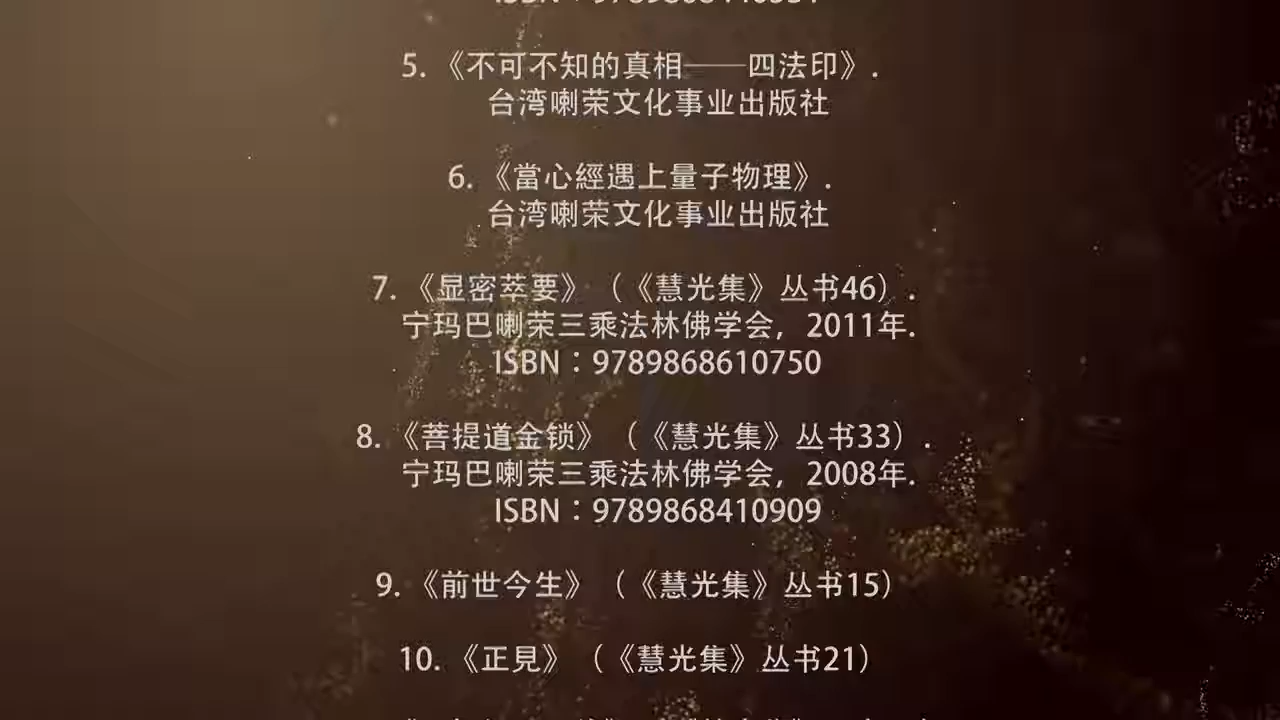 5. 《不可不知的真相——四法印》.
台湾喇荣文化事业出版社
6. 《當心經遇上量子物理》.
台湾喇荣文化事业出版社
7. 《显密萃要》（《慧光集》丛书46）.
宁玛巴喇荣三乘法林佛学会，2011年.
ISBN：9789868610750
8. 《菩提道金锁》（《慧光集》丛书33）.
宁玛巴喇荣三乘法林佛学会，2008年.
ISBN：9789868410909
9. 《前世今生》（《慧光集》丛书15）
10. 《正見》（《慧光集》丛书21）